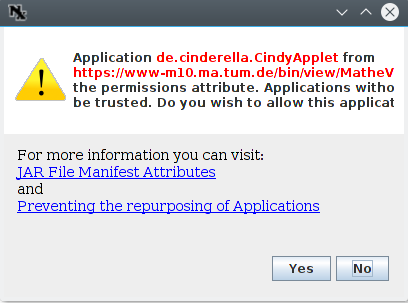 Application de.cinderella.CindyApplet from
https://www-m10.ma.tum.de/bin/view/MatheV
the permissions attribute. Applications witho
be trusted. Do you wish to allow this applicat
For more information you can visit:
JAR File Manifest Attributes
and
Preventing the repurposing of Applications
Yes No